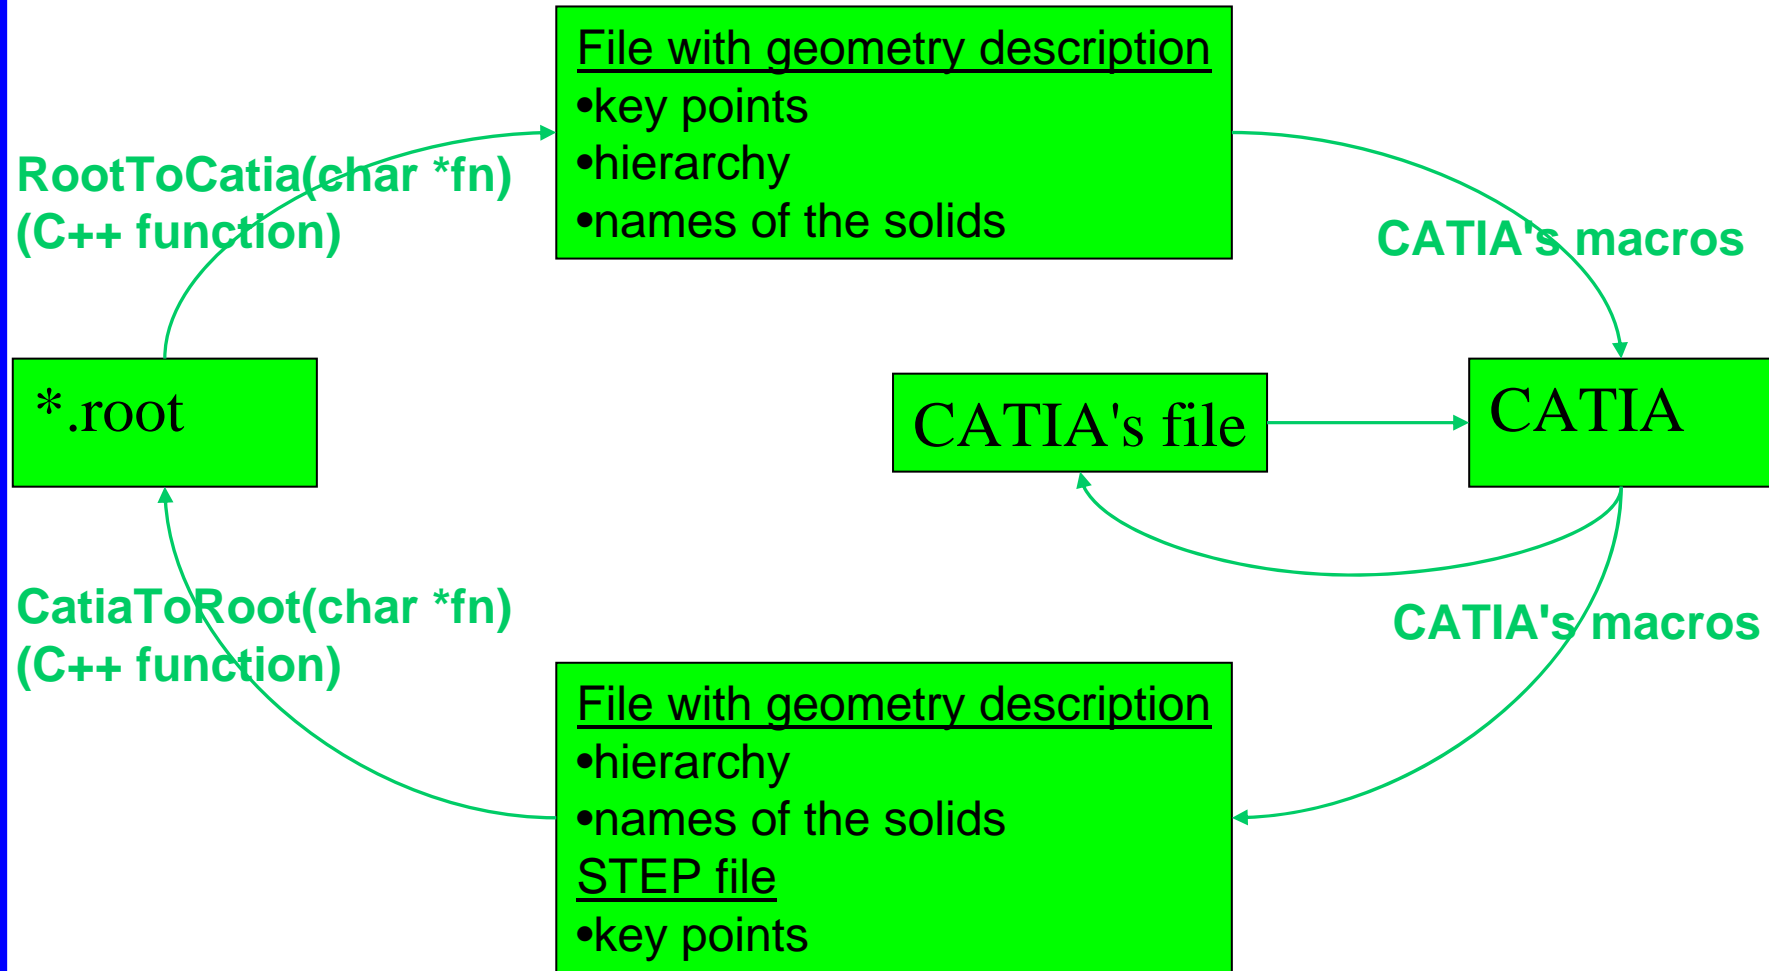 File with geometry description
•key points
•hierarchy
•names of the solids
RootToCatia(char *fn)
(C++ function)
CATIA's macros
*.root
CATIA's file
CATIA
CatiaToRoot(char *fn)
(C++ function)
CATIA's macros
File with geometry description
•hierarchy
•names of the solids
STEP file
•key points